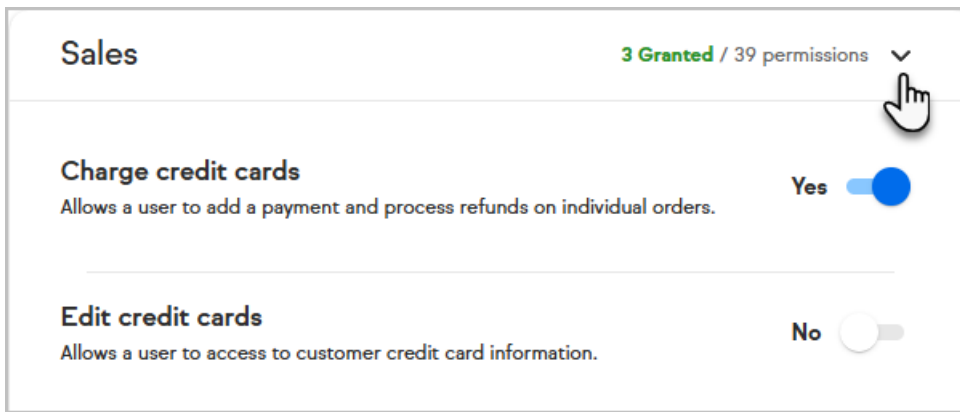 Sales
3 Granted / 39 permissions
Charge credit cards
Yes
Allows a user to add a payment and process refunds on individual orders.
Edit credit cards
No
Allows a user to access to customer credit card information.